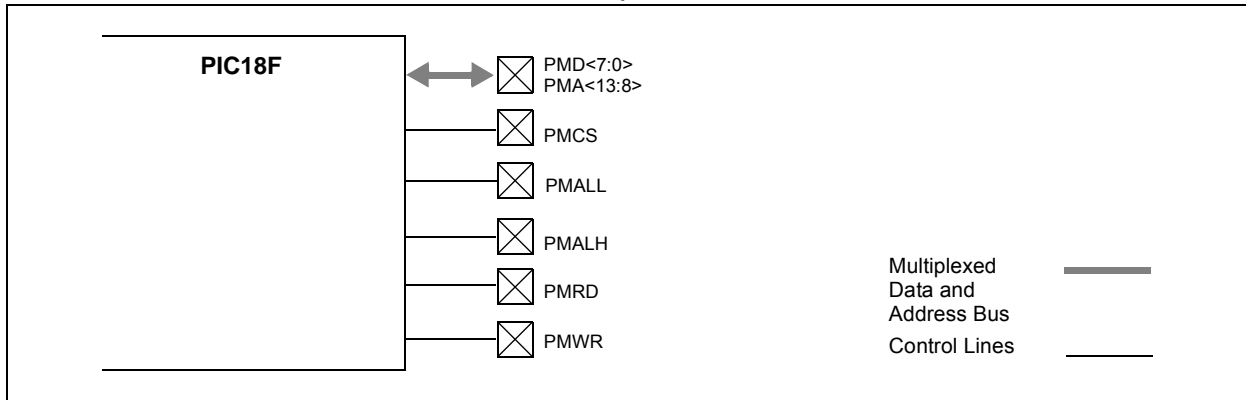 PIC18F
PMD<7:0>
PMA<13:8>
PMCS
PMALL
PMALH
PMRD
PMWR
Multiplexed
Data and
Address Bus
Control Lines